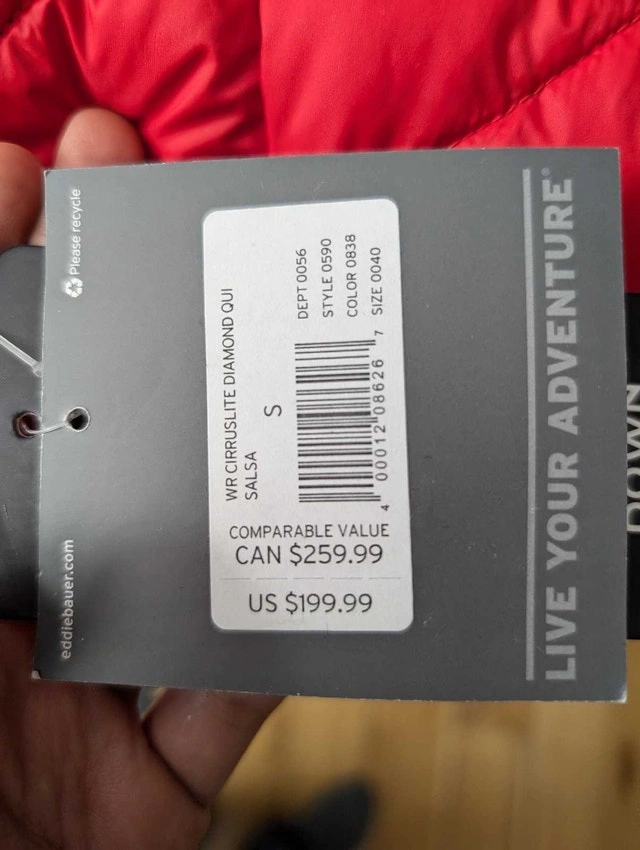 Please recycle
eddiebauer.com
WR CIRRUSLITE DIAMOND QUI
SALSA
S
DEPT 0056
STYLE 0590
COLOR 0838
SIZE 0040
4 00012 08626 7
COMPARABLE VALUE
CAN $259.99
US $199.99
LIVE YOUR ADVENTURE®
DOWN